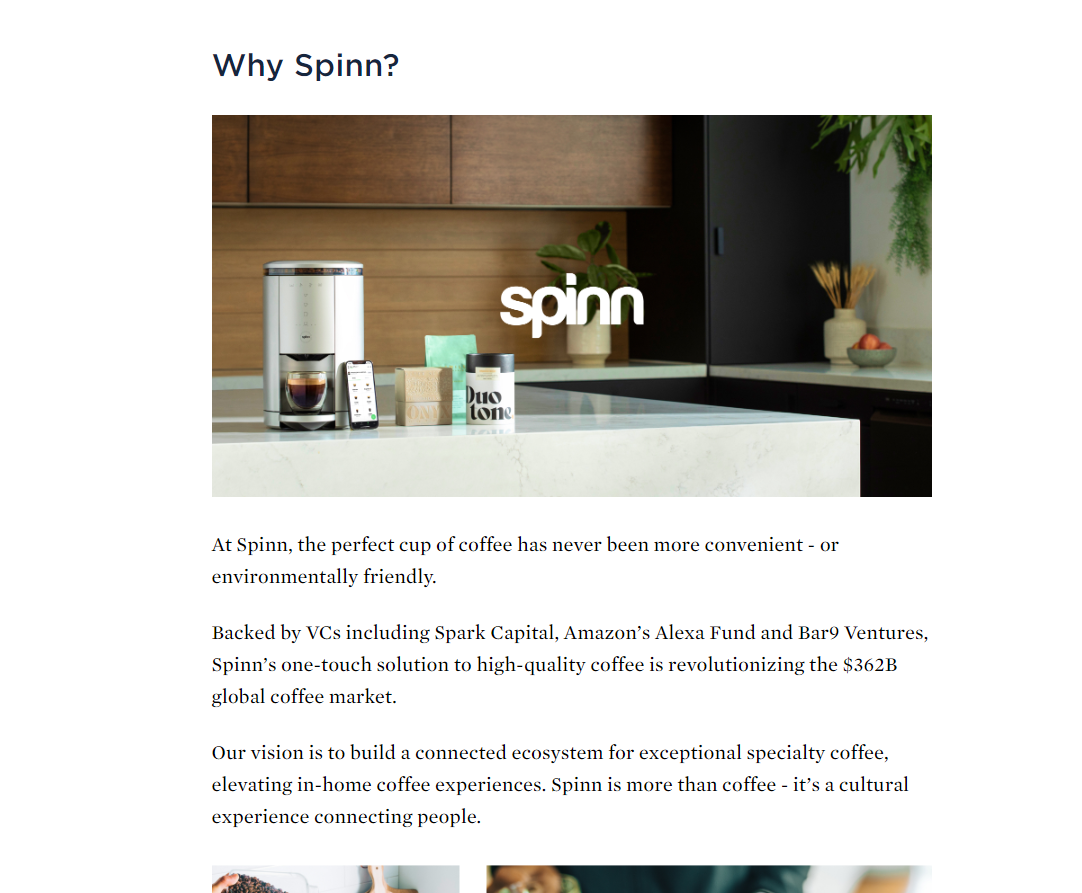 Why Spinn?
spinn
Duo
tone
ONYX
At Spinn, the perfect cup of coffee has never been more convenient - or
environmentally friendly.
Backed by VCs including Spark Capital, Amazon’s Alexa Fund and Bar9 Ventures,
Spinn’s one-touch solution to high-quality coffee is revolutionizing the $362B
global coffee market.
Our vision is to build a connected ecosystem for exceptional specialty coffee,
elevating in-home coffee experiences. Spinn is more than coffee - it’s a cultural
experience connecting people.